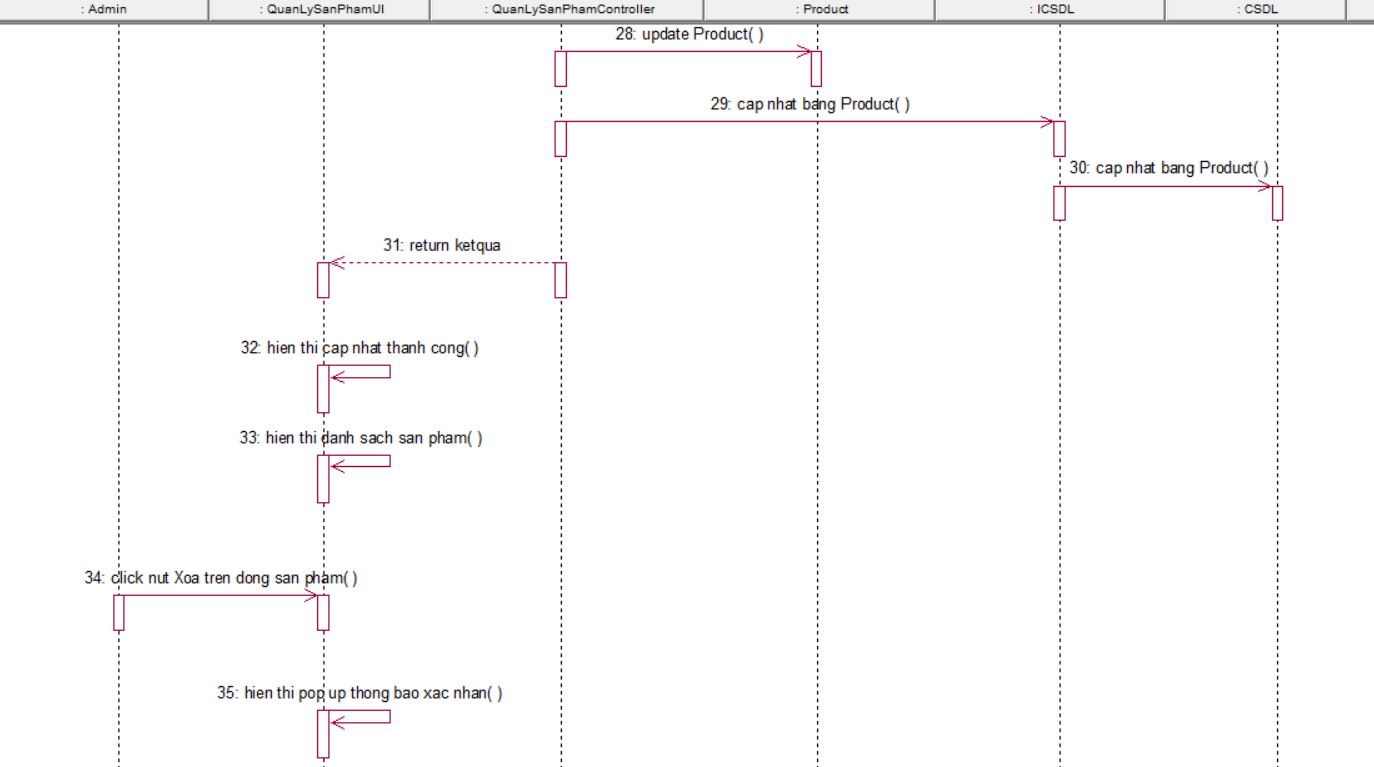 : Admin
: QuanLySanPhamUI
: QuanLySanPhamController
: Product
: ICSDL
: CSDL
28: update Product( )
29: cap nhat bang Product( )
30: cap nhat bang Product( )
31: return ketqua
32: hien thi cap nhat thanh cong( )
33: hien thi danh sach san pham( )
34: click nut Xoa tren dong san pham( )
35: hien thi pop up thong bao xac nhan( )